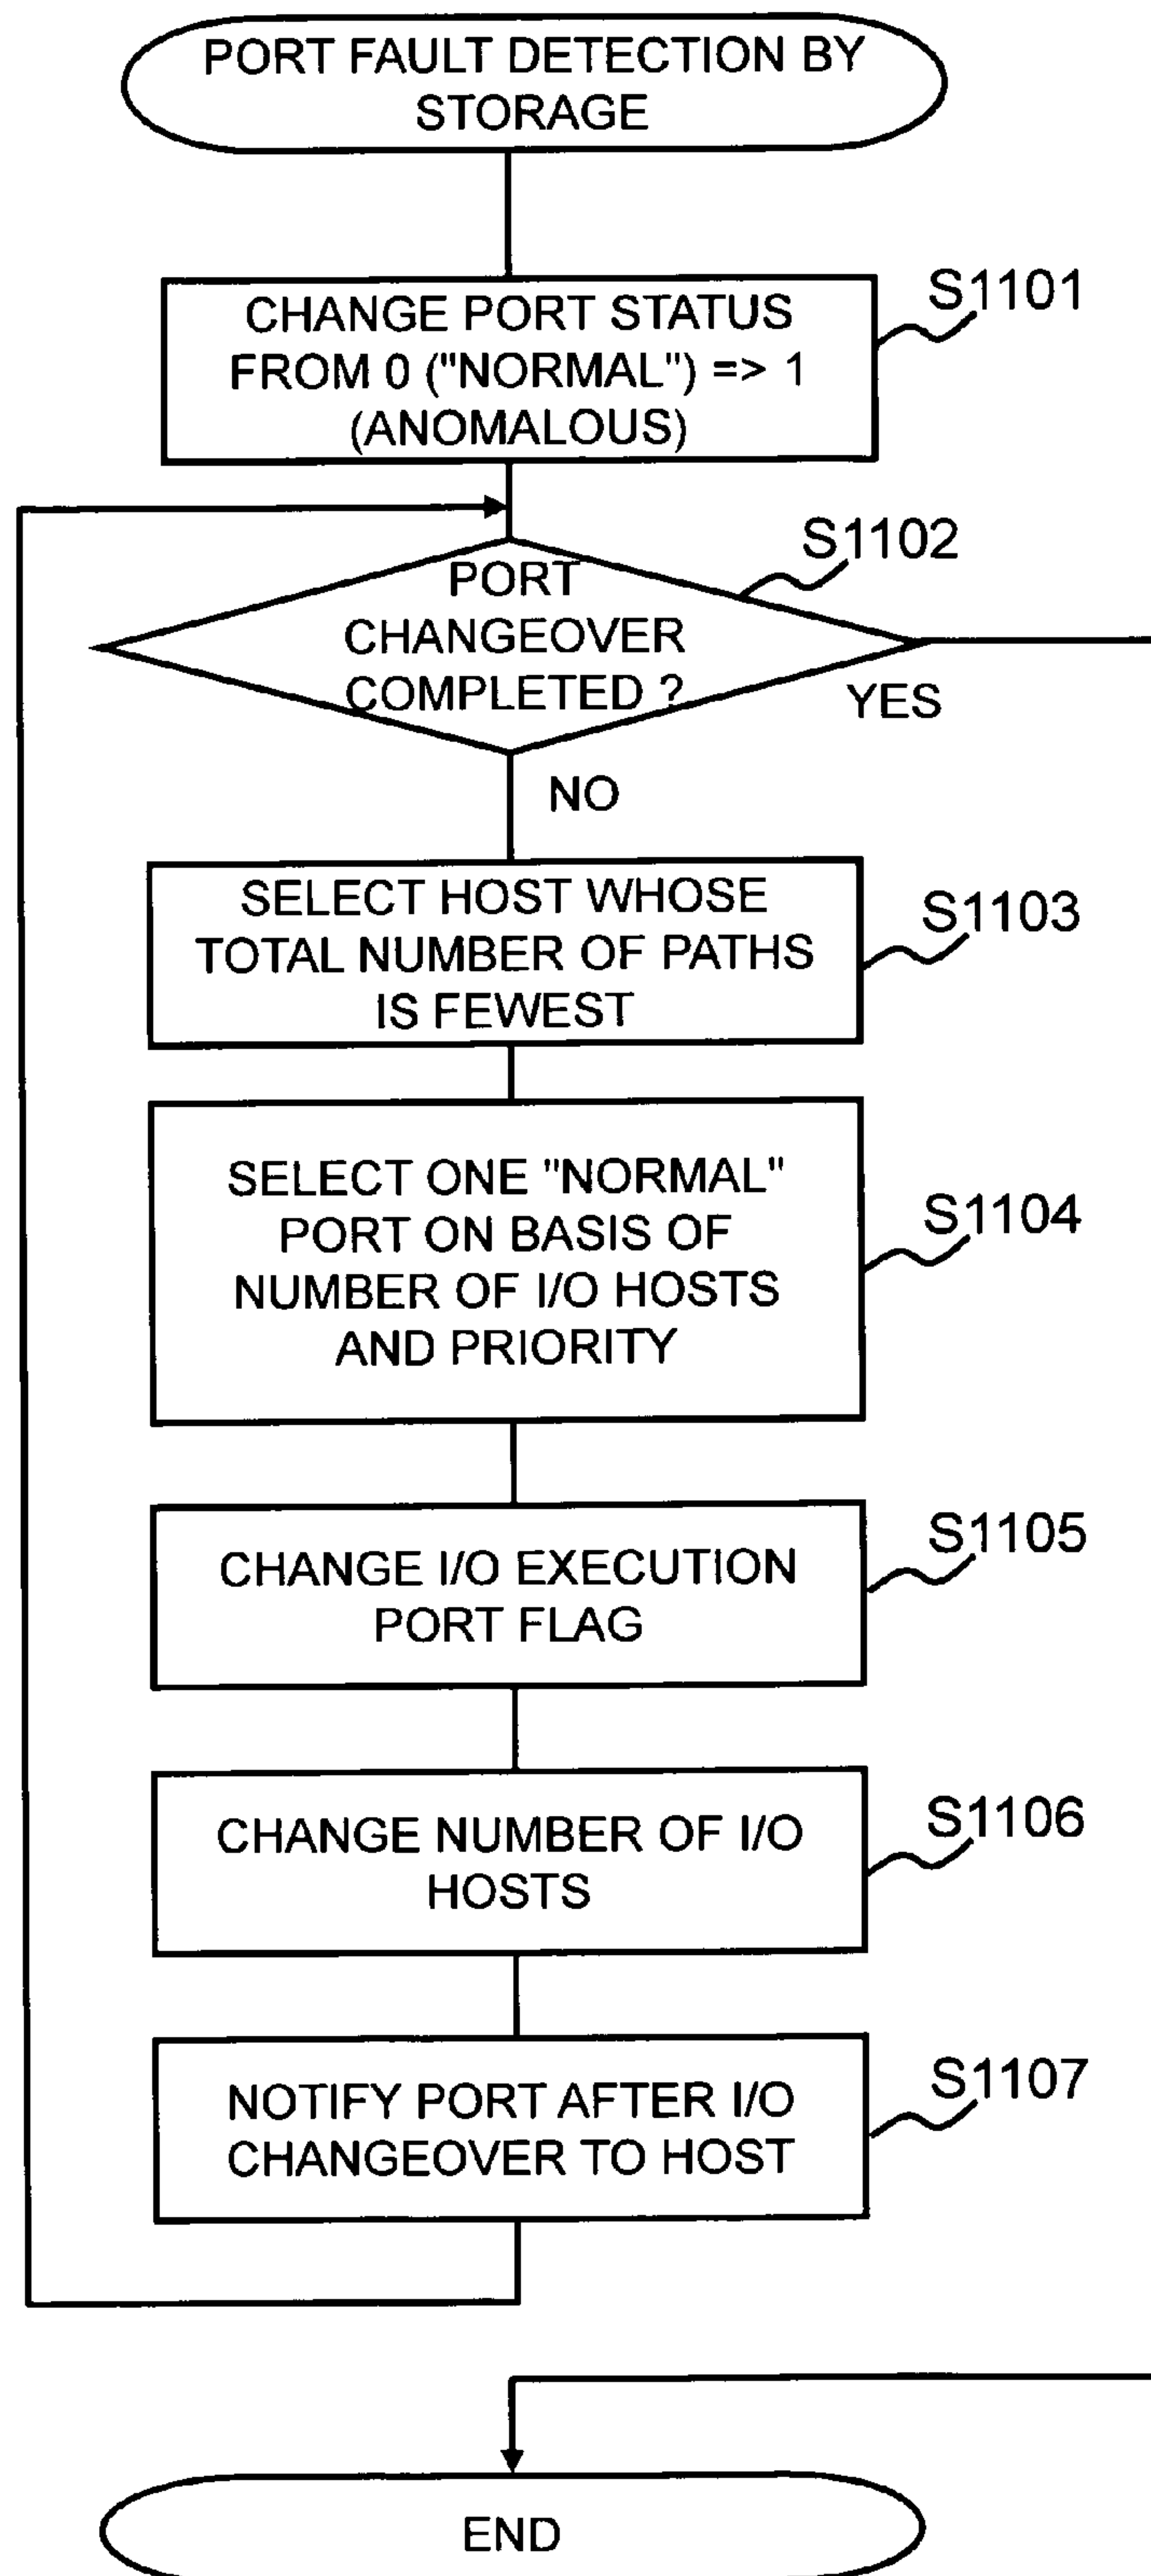 PORT FAULT DETECTION BY
STORAGE
S1101
CHANGE PORT STATUS
FROM 0 ("NORMAL") => 1
(ANOMALOUS)
S1102
PORT
CHANGEOVER
COMPLETED ?
YES
NO
S1103
SELECT HOST WHOSE
TOTAL NUMBER OF PATHS
IS FEWEST
S1104
SELECT ONE "NORMAL"
PORT ON BASIS OF
NUMBER OF I/O HOSTS
AND PRIORITY
S1105
CHANGE I/O EXECUTION
PORT FLAG
S1106
CHANGE NUMBER OF I/O
HOSTS
S1107
NOTIFY PORT AFTER I/O
CHANGEOVER TO HOST
END